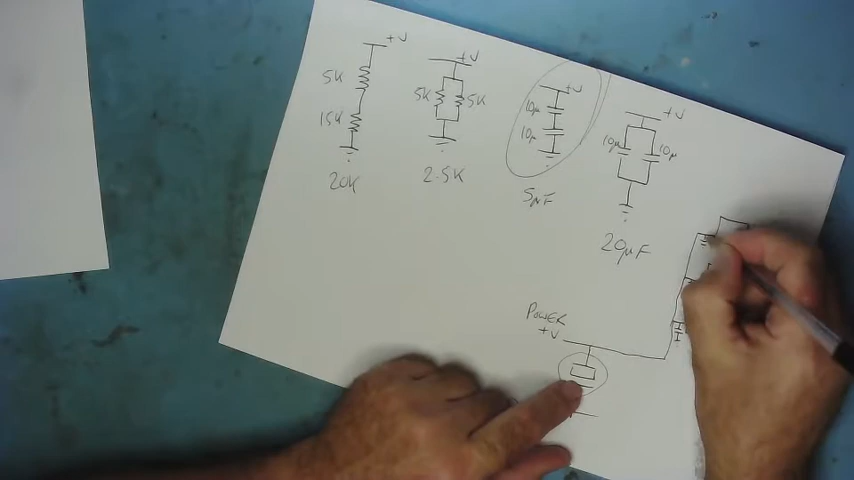 +V
5K
15K
20K
+V
5K 5K
2.5K
+V
10μ
10μ
5μF
+V
10μ 10μ
20μF
POWER
+V